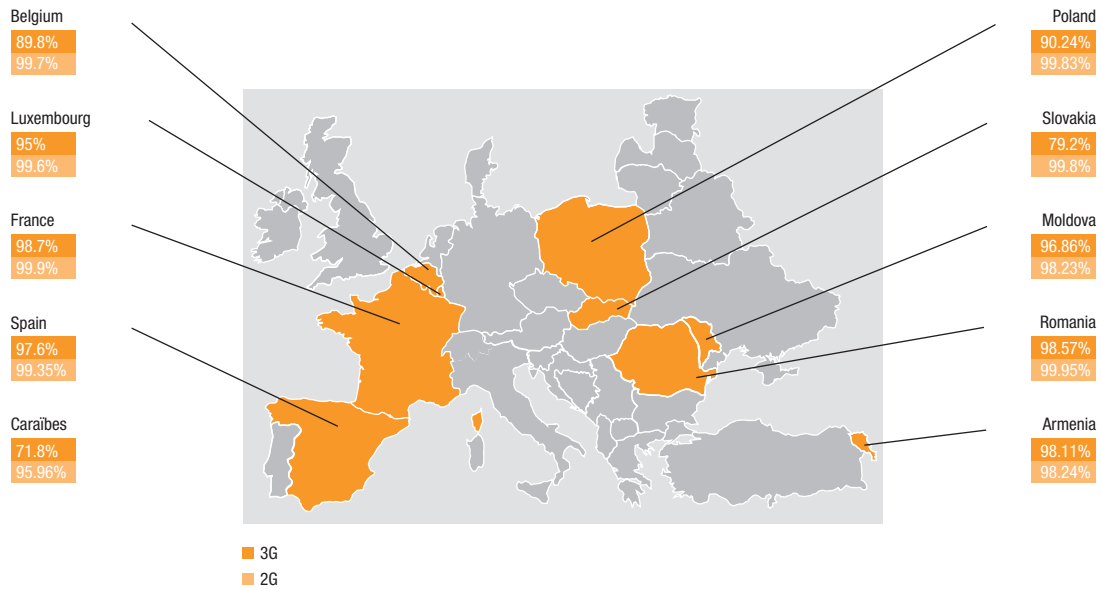 Belgium
89.8%
99.7%
Luxembourg
95%
99.6%
France
98.7%
99.9%
Spain
97.6%
99.35%
Caraïbes
71.8%
95.96%
Poland
90.24%
99.83%
Slovakia
79.2%
99.8%
Moldova
96.86%
98.23%
Romania
98.57%
99.95%
Armenia
98.11%
98.24%
3G
2G